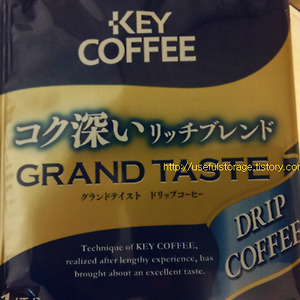 KEY
COFFEE
コク深いリッチブレンド
http://usefulstorage.tistory.com
GRAND TASTE
グランドテイスト ドリップコーヒー
DRIP
COFFEE
Technique of KEY COFFEE,
realized after lengthy experience, has
brought about an excellent taste.